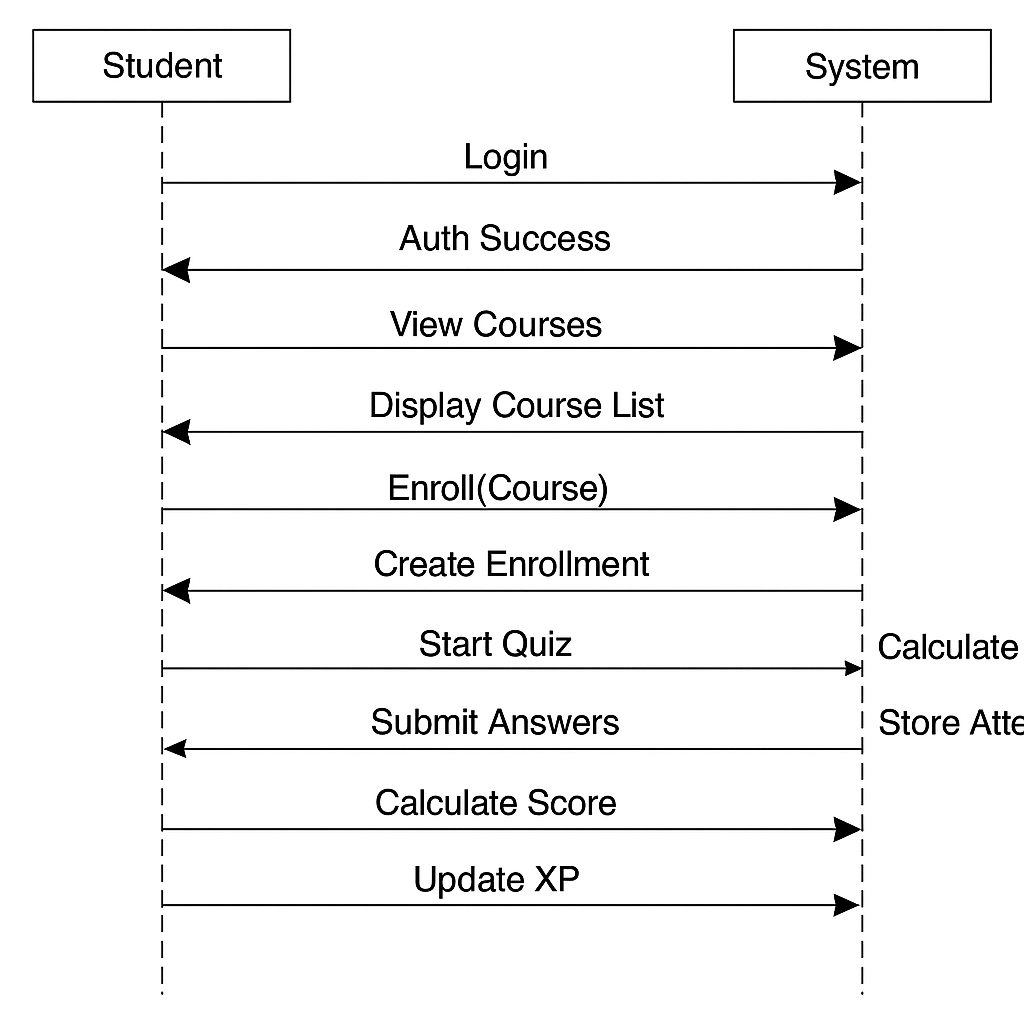 Student
System
Login
Auth Success
View Courses
Display Course List
Enroll(Course)
Create Enrollment
Start Quiz
Calculate
Submit Answers
Store Atte
Calculate Score
Update XP